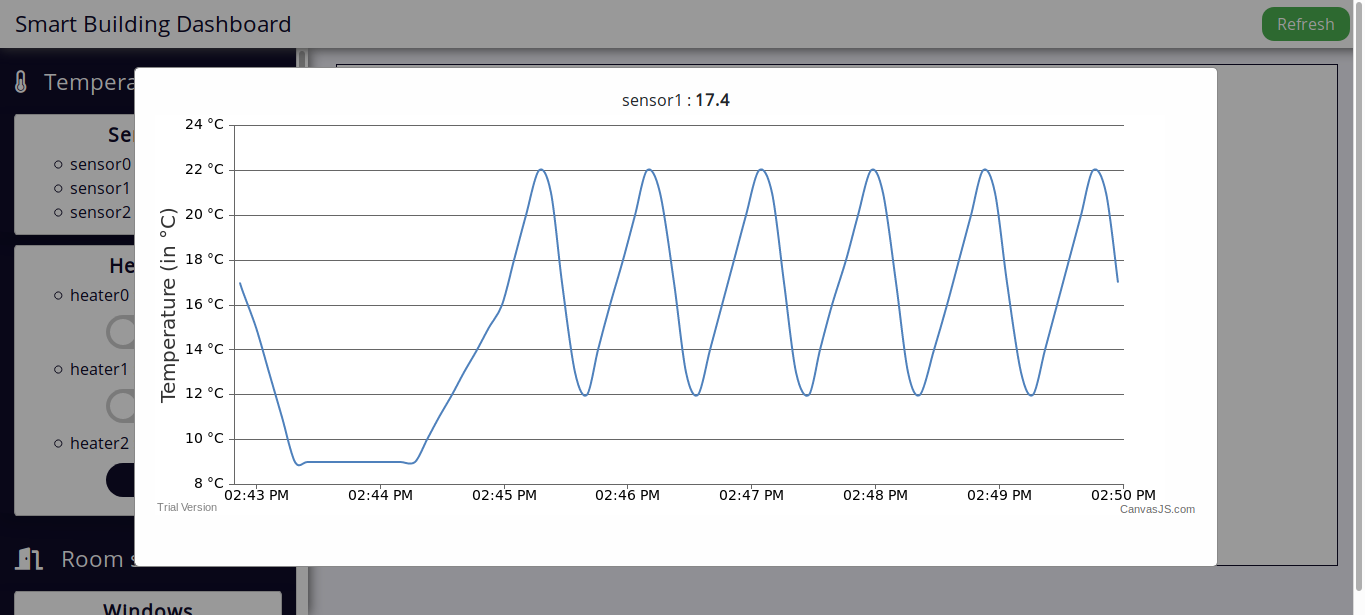 Smart Building Dashboard
Refresh
Tempera
Se
sensor0
sensor1
sensor2
He
heater0
heater1
heater2
Room s
WIndows
sensor1 : 17.4
Temperature (in °C)
24 °C
22 °C
20 °C
18 °C
16 °C
14 °C
12 °C
10 °C
8 °C
02:43 PM 02:44 PM 02:45 PM 02:46 PM 02:47 PM 02:48 PM 02:49 PM 02:50 PM
Trial Version
CanvasJS.com